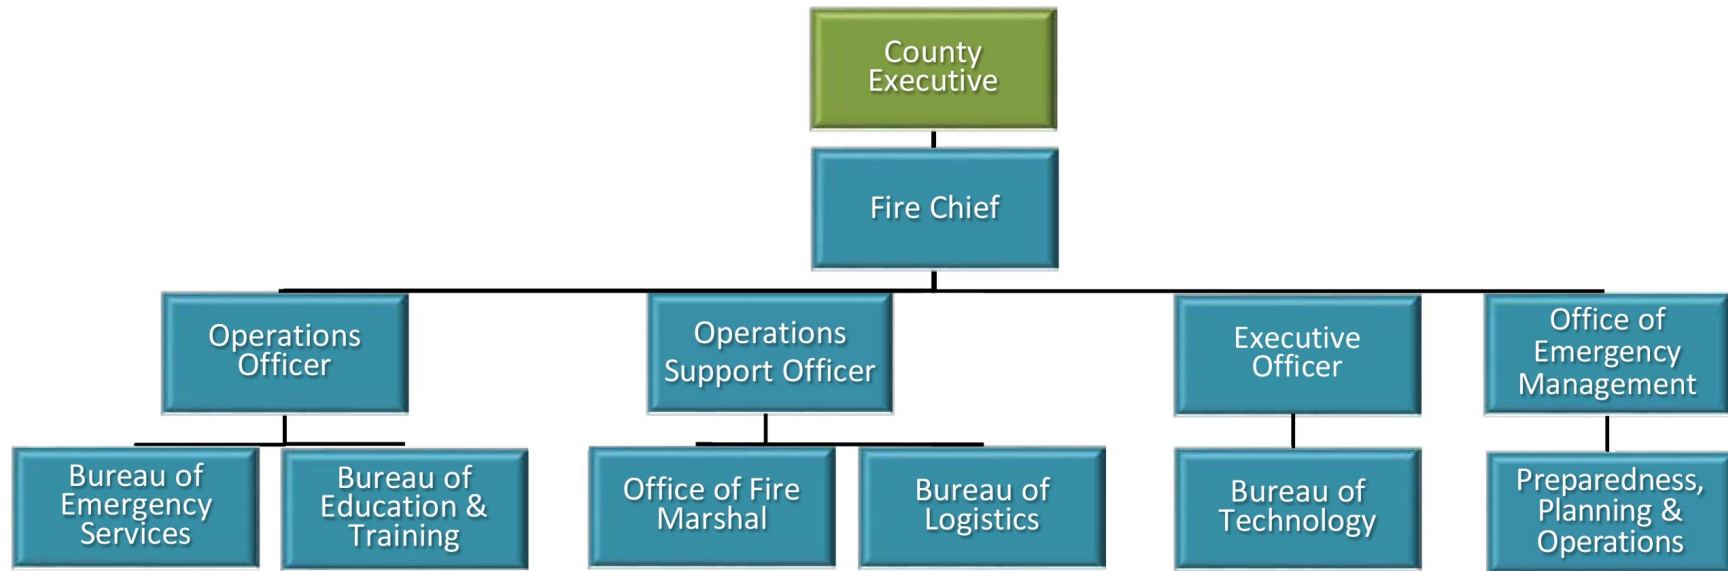 County
Executive
Fire Chief
Operations
Officer
Operations
Support Officer
Executive
Officer
Office of
Emergency
Management
Bureau of
Emergency
Services
Bureau of
Education &
Training
Office of Fire
Marshal
Bureau of
Logistics
Bureau of
Technology
Preparedness,
Planning &
Operations